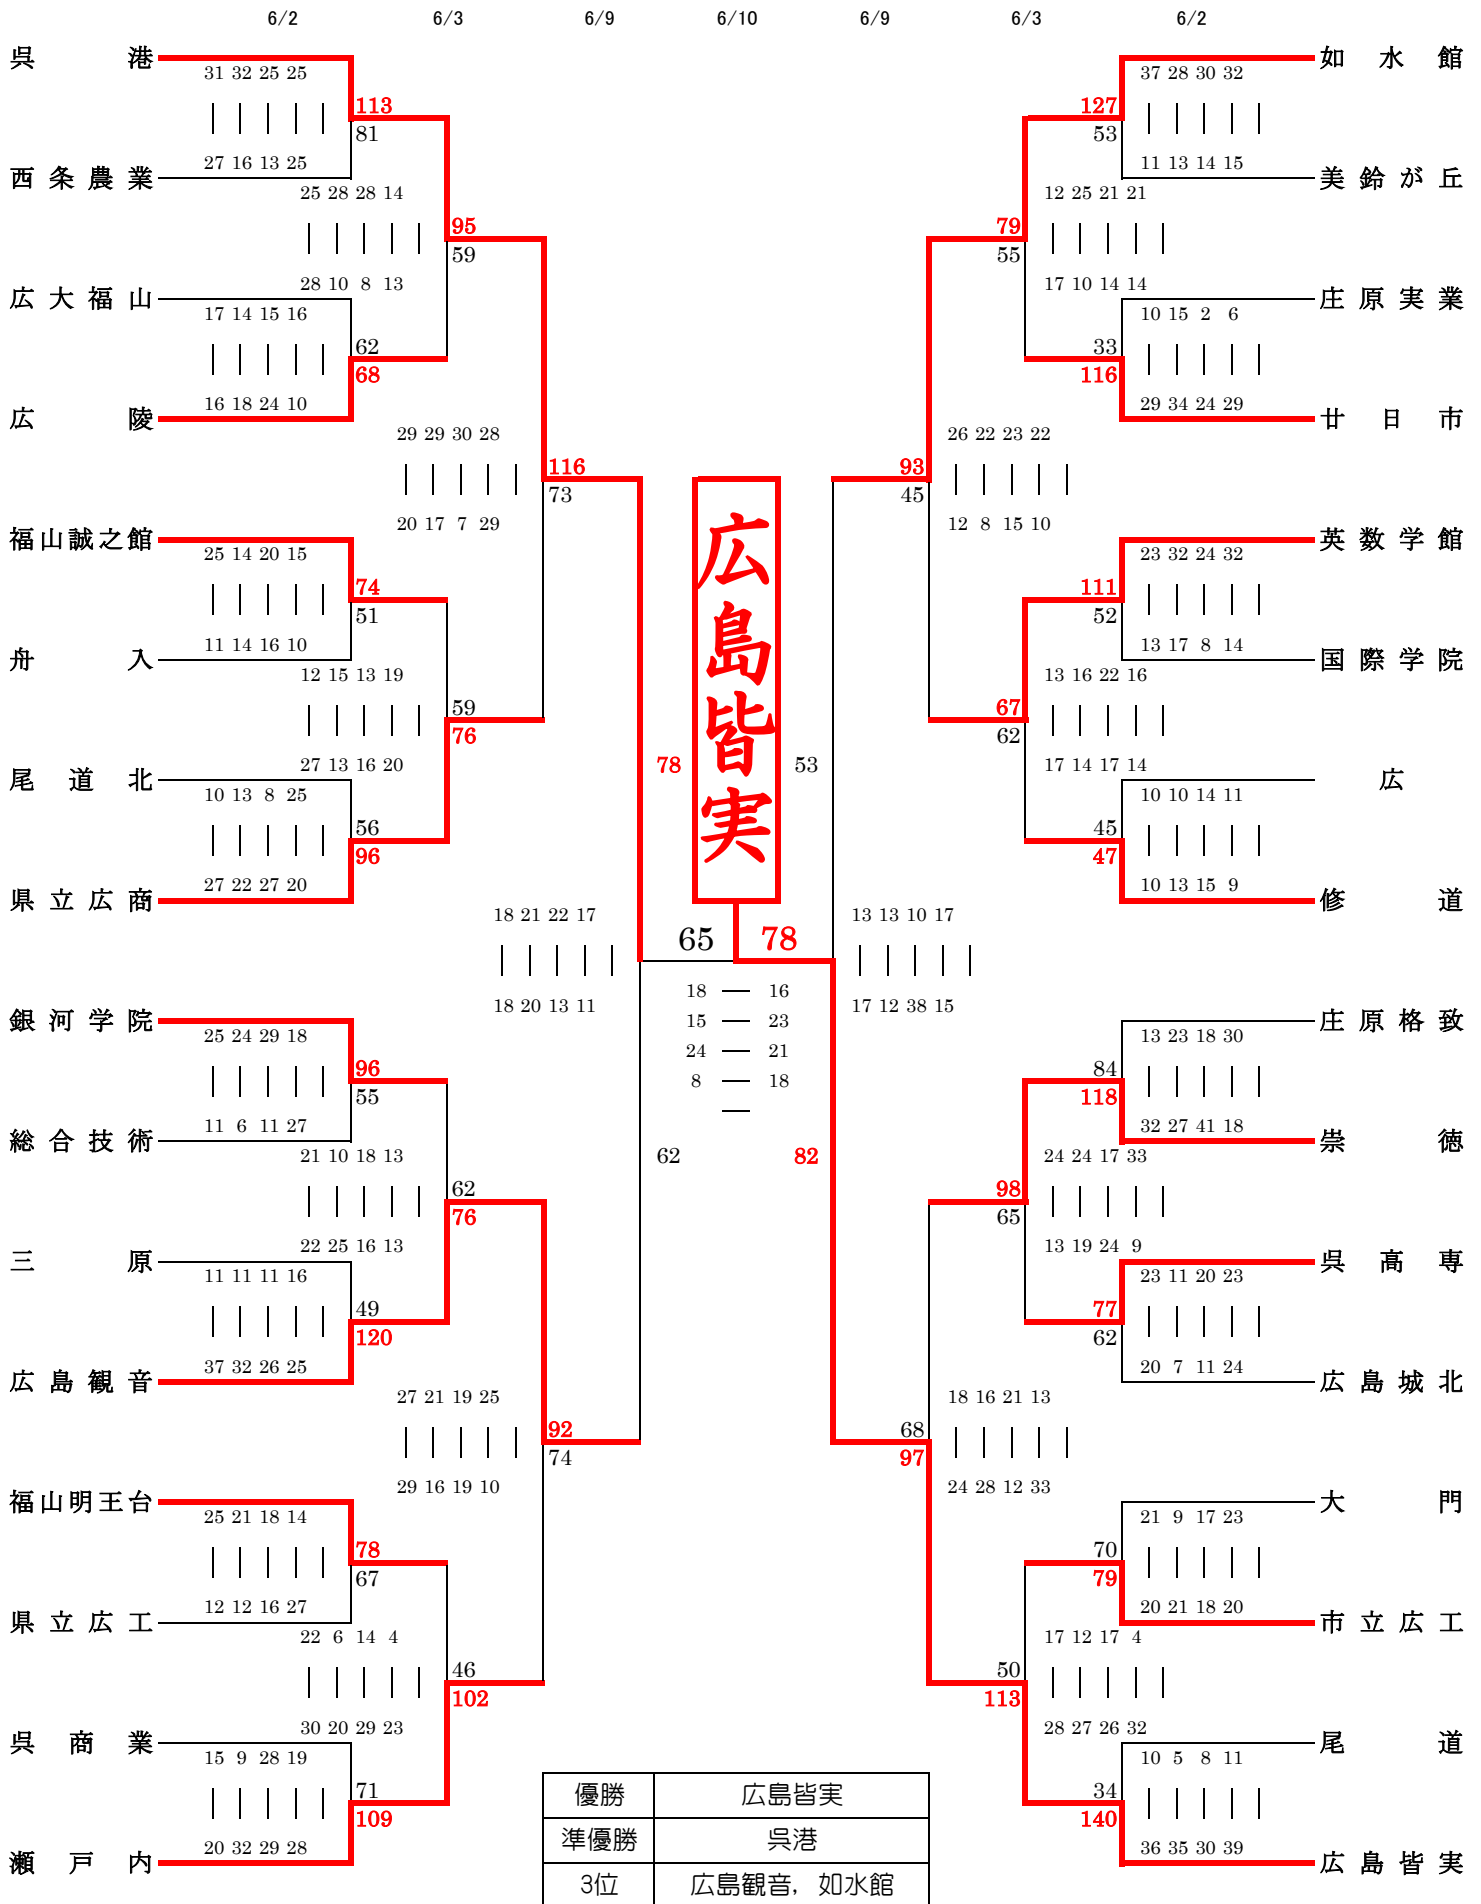 6/2 6/3 6/9 6/10 6/9 6/3 6/2
呉港
31 32 25 25
113
81
27 16 13 25
西条農業
25 28 28 14
95
59
28 10 8 13
広大福山
17 14 15 16
62
68
16 18 24 10
広陵
29 29 30 28
116
73
20 17 7 29
福山誠之館
25 14 20 15
74
51
11 14 16 10
舟入
12 15 13 19
59
76
27 13 16 20
尾道北
10 13 8 25
56
96
27 22 27 20
県立広商
18 21 22 17
78
62
18 20 13 11
銀河学院
25 24 29 18
96
55
11 6 11 27
総合技術
21 10 18 13
62
76
22 25 16 13
三原
11 11 11 16
49
120
37 32 26 25
広島観音
27 21 19 25
92
74
29 16 19 10
福山明王台
25 21 18 14
78
67
12 12 16 27
県立広工
22 6 14 4
46
102
30 20 29 23
呉商業
15 9 28 19
71
109
20 32 29 28
瀬戸内
広島皆実
65 78
18 16
15 23
24 21
8 18
如水館
37 28 30 32
127
53
11 13 14 15
美鈴が丘
12 25 21 21
79
55
17 10 14 14
庄原実業
10 15 2 6
33
116
29 34 24 29
廿日市
26 22 23 22
93
45
12 8 15 10
英数学館
23 32 24 32
111
52
13 17 8 14
国際学院
13 16 22 16
67
62
17 14 17 14
広
10 10 14 11
45
47
10 13 15 9
修道
13 13 10 17
53
82
17 12 38 15
庄原格致
13 23 18 30
84
118
32 27 41 18
崇徳
24 24 17 33
98
65
13 19 24 9
呉高専
23 11 20 23
77
62
20 7 11 24
広島城北
18 16 21 13
68
97
24 28 12 33
大門
21 9 17 23
70
79
20 21 18 20
市立広工
17 12 17 4
50
113
28 27 26 32
尾道
10 5 8 11
34
140
36 35 30 39
広島皆実
優勝 広島皆実
準優勝 呉港
3位 広島観音，如水館